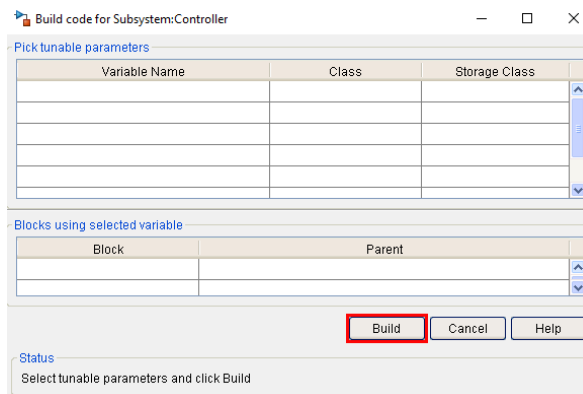 Build code for Subsystem:Controller
Pick tunable parameters
Variable Name Class Storage Class
Blocks using selected variable
Block Parent
Build Cancel Help
Status
Select tunable parameters and click Build